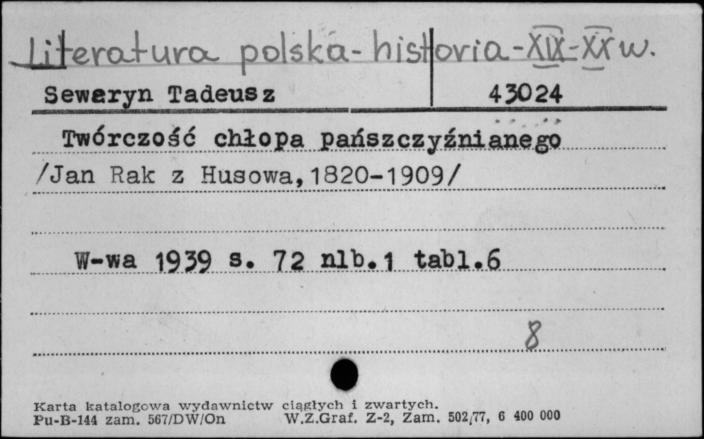 Literatura polska - historia - XIX - XX w.
Seweryn Tadeusz 43024
Twórczość chłopa pańszczyźnianego
/Jan Rak z Husowa, 1820-1909/
W-wa 1939 s. 72 nlb.1 tabl.6
8
Karta katalogowa wydawnictw ciągłych i zwartych.
Pu-B-144 zam. 567/DW/On W.Z.Graf. Z-2, Zam. 502/77, 6 400 000